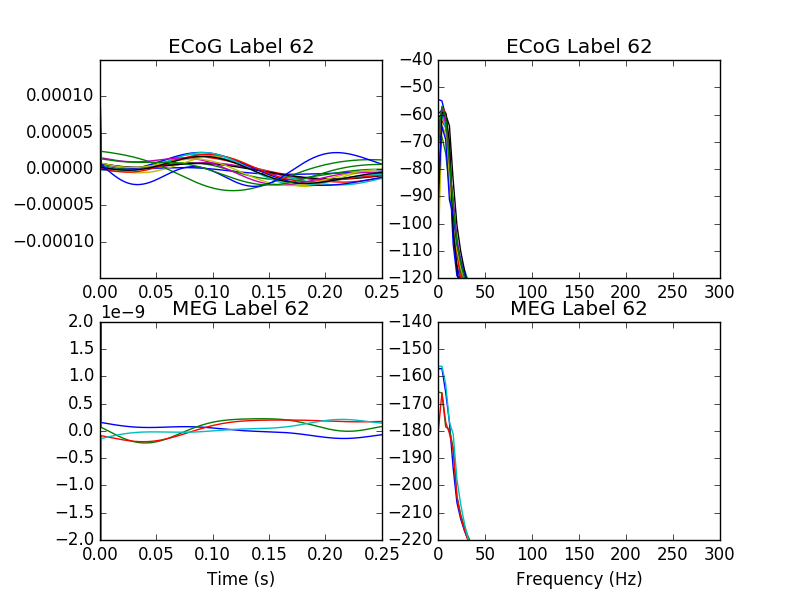 ECoG Label 62
0.00010
0.00005
0.00000
−0.00005
−0.00010
0.00 0.05 0.10 0.15 0.20 0.25
ECoG Label 62
−40
−50
−60
−70
−80
−90
−100
−110
−120
0 50 100 150 200 250 300
MEG Label 62
1e−9
2.0
1.5
1.0
0.5
0.0
−0.5
−1.0
−1.5
−2.0
0.00 0.05 0.10 0.15 0.20 0.25
Time (s)
MEG Label 62
−140
−150
−160
−170
−180
−190
−200
−210
−220
0 50 100 150 200 250 300
Frequency (Hz)